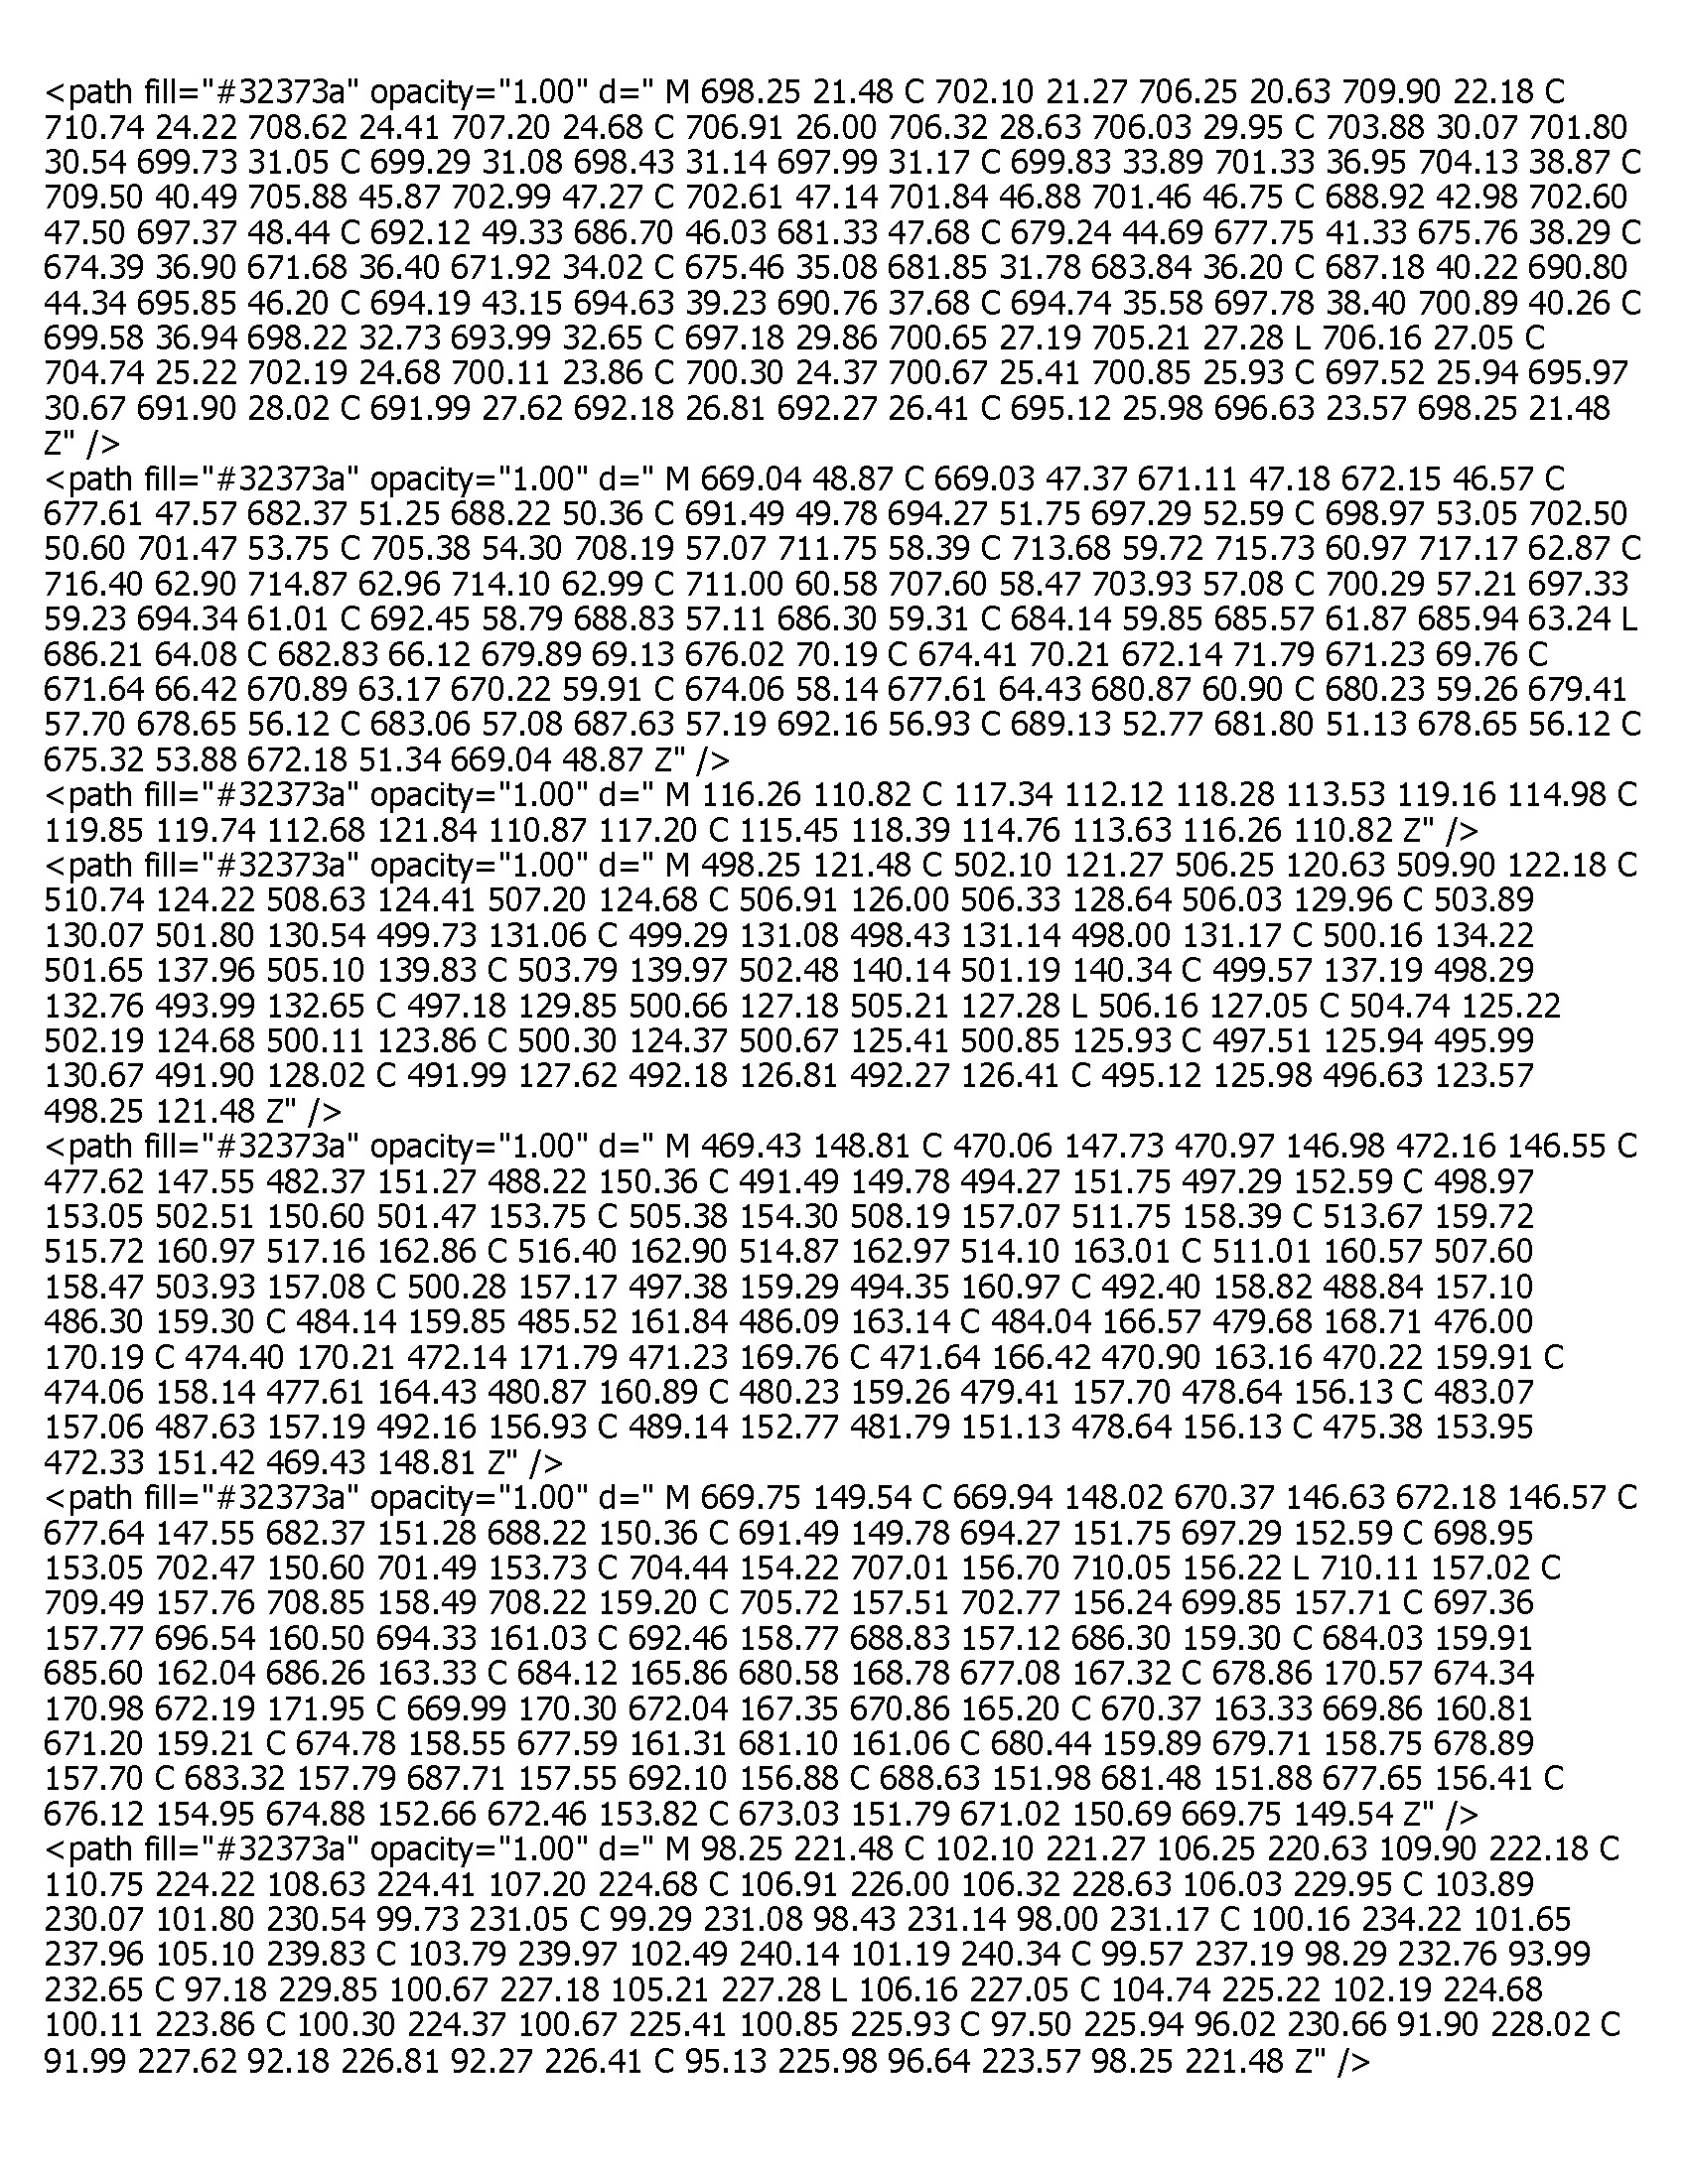 <path fill="#32373a" opacity="1.00" d=" M 698.25 21.48 C 702.10 21.27 706.25 20.63 709.90 22.18 C
710.74 24.22 708.62 24.41 707.20 24.68 C 706.91 26.00 706.32 28.63 706.03 29.95 C 703.88 30.07 701.80
30.54 699.73 31.05 C 699.29 31.08 698.43 31.14 697.99 31.17 C 699.83 33.89 701.33 36.95 704.13 38.87 C
709.50 40.49 705.88 45.87 702.99 47.27 C 702.61 47.14 701.84 46.88 701.46 46.75 C 688.92 42.98 702.60
47.50 697.37 48.44 C 692.12 49.33 686.70 46.03 681.33 47.68 C 679.24 44.69 677.75 41.33 675.76 38.29 C
674.39 36.90 671.68 36.40 671.92 34.02 C 675.46 35.08 681.85 31.78 683.84 36.20 C 687.18 40.22 690.80
44.34 695.85 46.20 C 694.19 43.15 694.63 39.23 690.76 37.68 C 694.74 35.58 697.78 38.40 700.89 40.26 C
699.58 36.94 698.22 32.73 693.99 32.65 C 697.18 29.86 700.65 27.19 705.21 27.28 L 706.16 27.05 C
704.74 25.22 702.19 24.68 700.11 23.86 C 700.30 24.37 700.67 25.41 700.85 25.93 C 697.52 25.94 695.97
30.67 691.90 28.02 C 691.99 27.62 692.18 26.81 692.27 26.41 C 695.12 25.98 696.63 23.57 698.25 21.48
Z" />
<path fill="#32373a" opacity="1.00" d=" M 669.04 48.87 C 669.03 47.37 671.11 47.18 672.15 46.57 C
677.61 47.57 682.37 51.25 688.22 50.36 C 691.49 49.78 694.27 51.75 697.29 52.59 C 698.97 53.05 702.50
50.60 701.47 53.75 C 705.38 54.30 708.19 57.07 711.75 58.39 C 713.68 59.72 715.73 60.97 717.17 62.87 C
716.40 62.90 714.87 62.96 714.10 62.99 C 711.00 60.58 707.60 58.47 703.93 57.08 C 700.29 57.21 697.33
59.23 694.34 61.01 C 692.45 58.79 688.83 57.11 686.30 59.31 C 684.14 59.85 685.57 61.87 685.94 63.24 L
686.21 64.08 C 682.83 66.12 679.89 69.13 676.02 70.19 C 674.41 70.21 672.14 71.79 671.23 69.76 C
671.64 66.42 670.89 63.17 670.22 59.91 C 674.06 58.14 677.61 64.43 680.87 60.90 C 680.23 59.26 679.41
57.70 678.65 56.12 C 683.06 57.08 687.63 57.19 692.16 56.93 C 689.13 52.77 681.80 51.13 678.65 56.12 C
675.32 53.88 672.18 51.34 669.04 48.87 Z" />
<path fill="#32373a" opacity="1.00" d=" M 116.26 110.82 C 117.34 112.12 118.28 113.53 119.16 114.98 C
119.85 119.74 112.68 121.84 110.87 117.20 C 115.45 118.39 114.76 113.63 116.26 110.82 Z" />
<path fill="#32373a" opacity="1.00" d=" M 498.25 121.48 C 502.10 121.27 506.25 120.63 509.90 122.18 C
510.74 124.22 508.63 124.41 507.20 124.68 C 506.91 126.00 506.33 128.64 506.03 129.96 C 503.89
130.07 501.80 130.54 499.73 131.06 C 499.29 131.08 498.43 131.14 498.00 131.17 C 500.16 134.22
501.65 137.96 505.10 139.83 C 503.79 139.97 502.48 140.14 501.19 140.34 C 499.57 137.19 498.29
132.76 493.99 132.65 C 497.18 129.85 500.66 127.18 505.21 127.28 L 506.16 127.05 C 504.74 125.22
502.19 124.68 500.11 123.86 C 500.30 124.37 500.67 125.41 500.85 125.93 C 497.51 125.94 495.99
130.67 491.90 128.02 C 491.99 127.62 492.18 126.81 492.27 126.41 C 495.12 125.98 496.63 123.57
498.25 121.48 Z" />
<path fill="#32373a" opacity="1.00" d=" M 469.43 148.81 C 470.06 147.73 470.97 146.98 472.16 146.55 C
477.62 147.55 482.37 151.27 488.22 150.36 C 491.49 149.78 494.27 151.75 497.29 152.59 C 498.97
153.05 502.51 150.60 501.47 153.75 C 505.38 154.30 508.19 157.07 511.75 158.39 C 513.67 159.72
515.72 160.97 517.16 162.86 C 516.40 162.90 514.87 162.97 514.10 163.01 C 511.01 160.57 507.60
158.47 503.93 157.08 C 500.28 157.17 497.38 159.29 494.35 160.97 C 492.40 158.82 488.84 157.10
486.30 159.30 C 484.14 159.85 485.52 161.84 486.09 163.14 C 484.04 166.57 479.68 168.71 476.00
170.19 C 474.40 170.21 472.14 171.79 471.23 169.76 C 471.64 166.42 470.90 163.16 470.22 159.91 C
474.06 158.14 477.61 164.43 480.87 160.89 C 480.23 159.26 479.41 157.70 478.64 156.13 C 483.07
157.06 487.63 157.19 492.16 156.93 C 489.14 152.77 481.79 151.13 478.64 156.13 C 475.38 153.95
472.33 151.42 469.43 148.81 Z" />
<path fill="#32373a" opacity="1.00" d=" M 669.75 149.54 C 669.94 148.02 670.37 146.63 672.18 146.57 C
677.64 147.55 682.37 151.28 688.22 150.36 C 691.49 149.78 694.27 151.75 697.29 152.59 C 698.95
153.05 702.47 150.60 701.49 153.73 C 704.44 154.22 707.01 156.70 710.05 156.22 L 710.11 157.02 C
709.49 157.76 708.85 158.49 708.22 159.20 C 705.72 157.51 702.77 156.24 699.85 157.71 C 697.36
157.77 696.54 160.50 694.33 161.03 C 692.46 158.77 688.83 157.12 686.30 159.30 C 684.03 159.91
685.60 162.04 686.26 163.33 C 684.12 165.86 680.58 168.78 677.08 167.32 C 678.86 170.57 674.34
170.98 672.19 171.95 C 669.99 170.30 672.04 167.35 670.86 165.20 C 670.37 163.33 669.86 160.81
671.20 159.21 C 674.78 158.55 677.59 161.31 681.10 161.06 C 680.44 159.89 679.71 158.75 678.89
157.70 C 683.32 157.79 687.71 157.55 692.10 156.88 C 688.63 151.98 681.48 151.88 677.65 156.41 C
676.12 154.95 674.88 152.66 672.46 153.82 C 673.03 151.79 671.02 150.69 669.75 149.54 Z" />
<path fill="#32373a" opacity="1.00" d=" M 98.25 221.48 C 102.10 221.27 106.25 220.63 109.90 222.18 C
110.75 224.22 108.63 224.41 107.20 224.68 C 106.91 226.00 106.32 228.63 106.03 229.95 C 103.89
230.07 101.80 230.54 99.73 231.05 C 99.29 231.08 98.43 231.14 98.00 231.17 C 100.16 234.22 101.65
237.96 105.10 239.83 C 103.79 239.97 102.49 240.14 101.19 240.34 C 99.57 237.19 98.29 232.76 93.99
232.65 C 97.18 229.85 100.67 227.18 105.21 227.28 L 106.16 227.05 C 104.74 225.22 102.19 224.68
100.11 223.86 C 100.30 224.37 100.67 225.41 100.85 225.93 C 97.50 225.94 96.02 230.66 91.90 228.02 C
91.99 227.62 92.18 226.81 92.27 226.41 C 95.13 225.98 96.64 223.57 98.25 221.48 Z" />